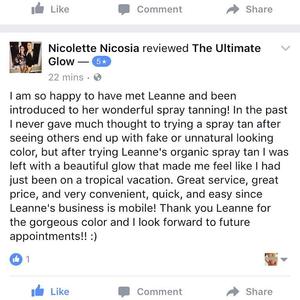 Like Comment Share
Nicolette Nicosia reviewed The Ultimate
Glow — 5★
22 mins ·
I am so happy to have met Leanne and been
introduced to her wonderful spray tanning! In the past
I never gave much thought to trying a spray tan after
seeing others end up with fake or unnatural looking
color, but after trying Leanne's organic spray tan I was
left with a beautiful glow that made me feel like I had
just been on a tropical vacation. Great service, great
price, and very convenient, quick, and easy since
Leanne's business is mobile! Thank you Leanne for
the gorgeous color and I look forward to future
appointments!! :)
1
Like Comment Share